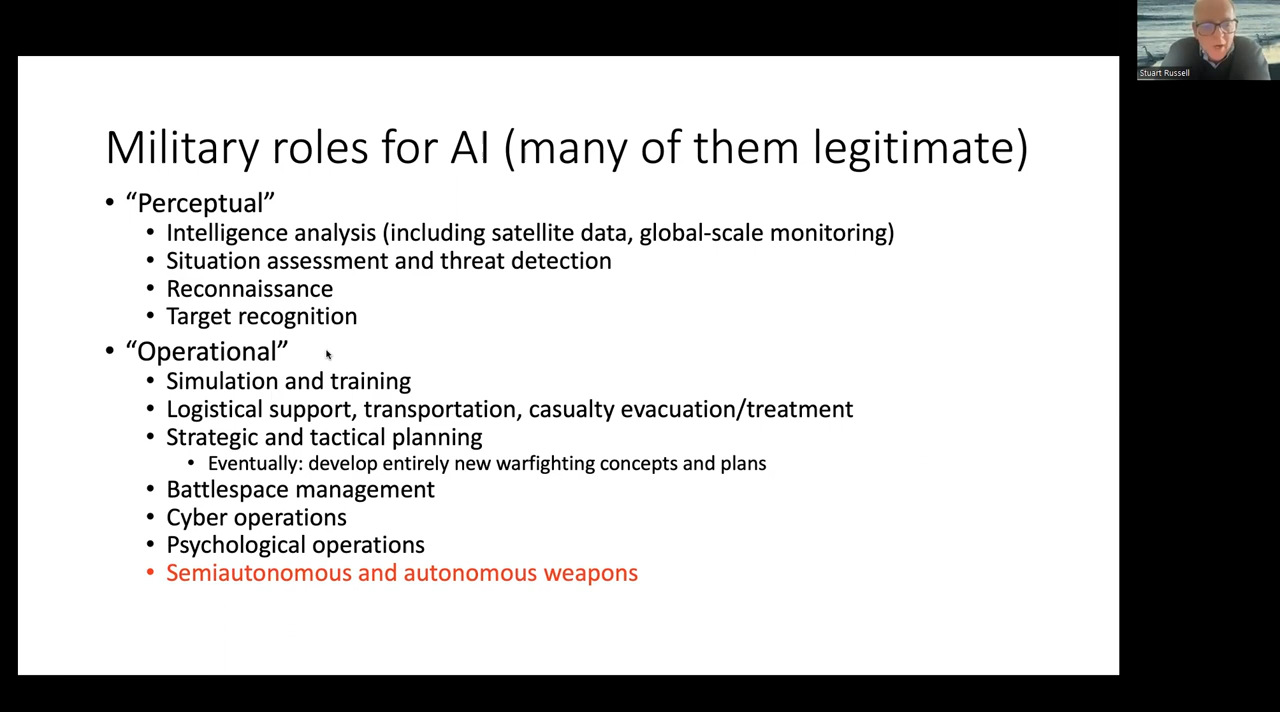 Stuart Russell
Military roles for AI (many of them legitimate)
• “Perceptual”
• Intelligence analysis (including satellite data, global-scale monitoring)
• Situation assessment and threat detection
• Reconnaissance
• Target recognition
• “Operational”
• Simulation and training
• Logistical support, transportation, casualty evacuation/treatment
• Strategic and tactical planning
• Eventually: develop entirely new warfighting concepts and plans
• Battlespace management
• Cyber operations
• Psychological operations
• Semiautonomous and autonomous weapons